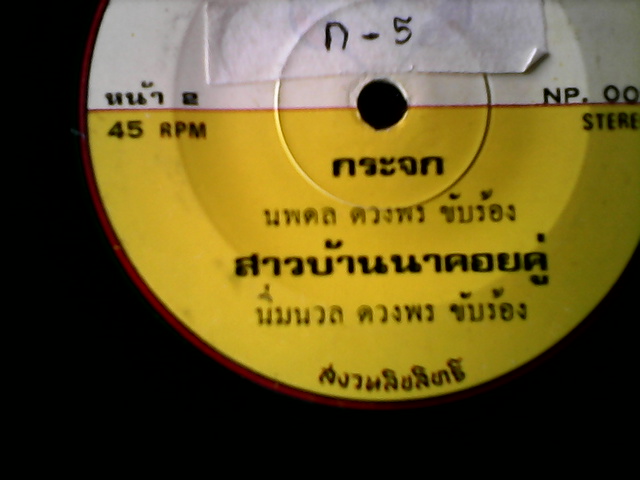 ก - 5
หน้า ๒
NP. 00
45 RPM
STERE
กระจก
นพดล ดวงพร ขับร้อง
สาวบ้านนาคอยคู่
นิ่มนวล ดวงพร ขับร้อง
สงวนลิขสิทธิ์